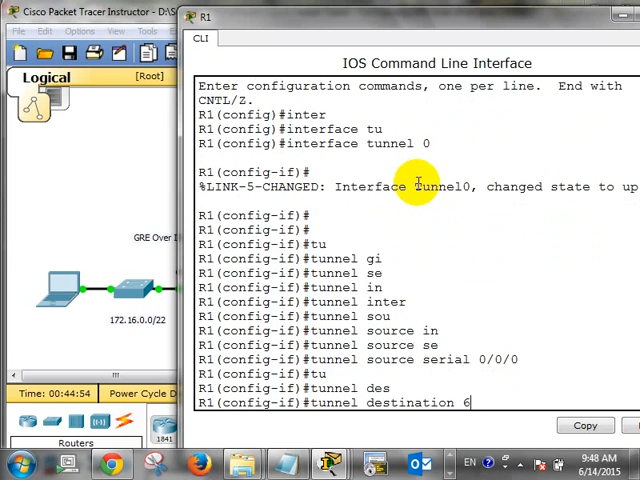 Cisco Packet Tracer Instructor - D:\S
R1
File Edit Options View Tools
CLI
Logical
[Root]
IOS Command Line Interface
Enter configuration commands, one per line. End with
CNTL/Z.
R1(config)#inter
R1(config)#interface tu
R1(config)#interface tunnel 0
R1(config-if)#
%LINK-5-CHANGED: Interface Tunnel0, changed state to up
R1(config-if)#
R1(config-if)#
R1(config-if)#tu
R1(config-if)#tunnel gi
R1(config-if)#tunnel se
R1(config-if)#tunnel in
R1(config-if)#tunnel inter
R1(config-if)#tunnel sou
R1(config-if)#tunnel source in
R1(config-if)#tunnel source se
R1(config-if)#tunnel source serial 0/0/0
R1(config-if)#tu
R1(config-if)#tunnel des
R1(config-if)#tunnel destination 6
GRE Over I
172.16.0.0/22
Time: 00:44:54
Power Cycle D
Copy
Routers
1841
EN
9:48 AM
6/14/2015